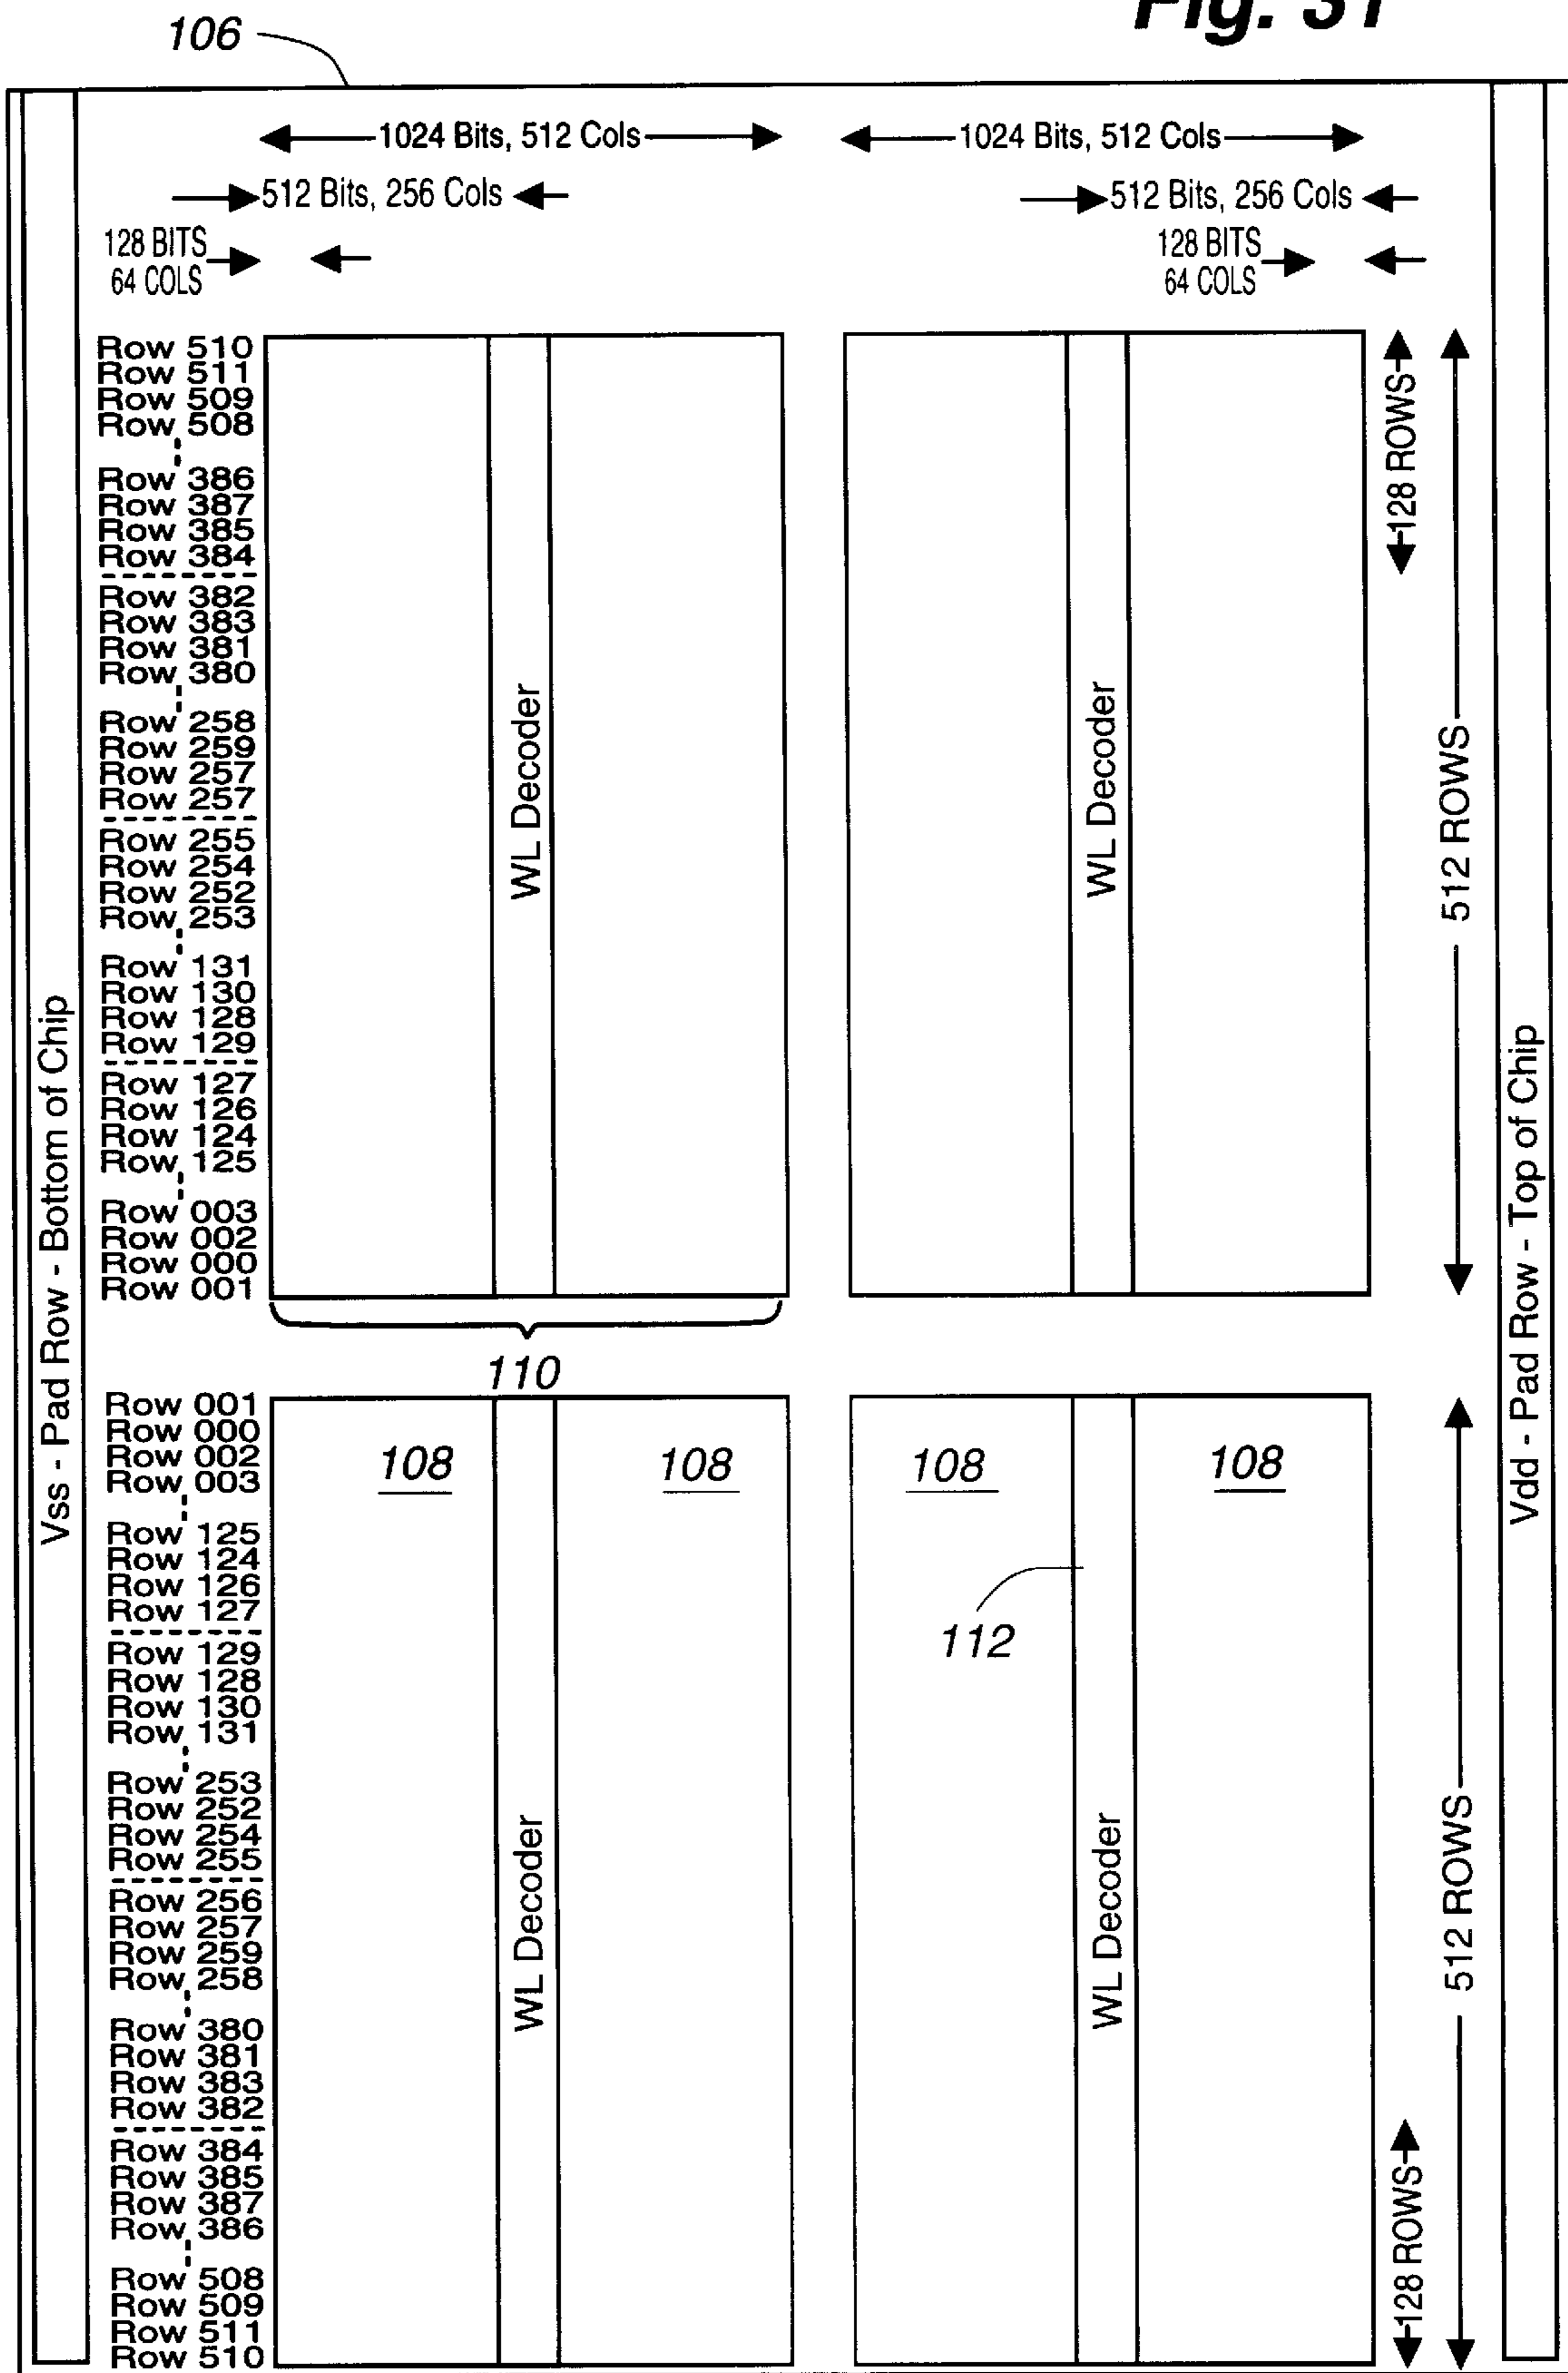 Fig. 31
106
1024 Bits, 512 Cols
1024 Bits, 512 Cols
512 Bits, 256 Cols
512 Bits, 256 Cols
128 BITS
64 COLS
128 BITS
64 COLS
Row 510
Row 511
Row 509
Row 508
Row 386
Row 387
Row 385
Row 384
Row 382
Row 383
Row 381
Row 380
Row 258
Row 259
Row 257
Row 257
Row 255
Row 254
Row 252
Row 253
Row 131
Row 130
Row 128
Row 129
Row 127
Row 126
Row 124
Row 125
Row 003
Row 002
Row 000
Row 001
WL Decoder
WL Decoder
128 ROWS
512 ROWS
Vss - Pad Row - Bottom of Chip
Vdd - Pad Row - Top of Chip
110
Row 001
Row 000
Row 002
Row 003
Row 125
Row 124
Row 126
Row 127
Row 129
Row 128
Row 130
Row 131
Row 253
Row 252
Row 254
Row 255
Row 256
Row 257
Row 259
Row 258
Row 380
Row 381
Row 383
Row 382
Row 384
Row 385
Row 387
Row 386
Row 508
Row 509
Row 511
Row 510
108
108
108
108
112
WL Decoder
WL Decoder
128 ROWS
512 ROWS